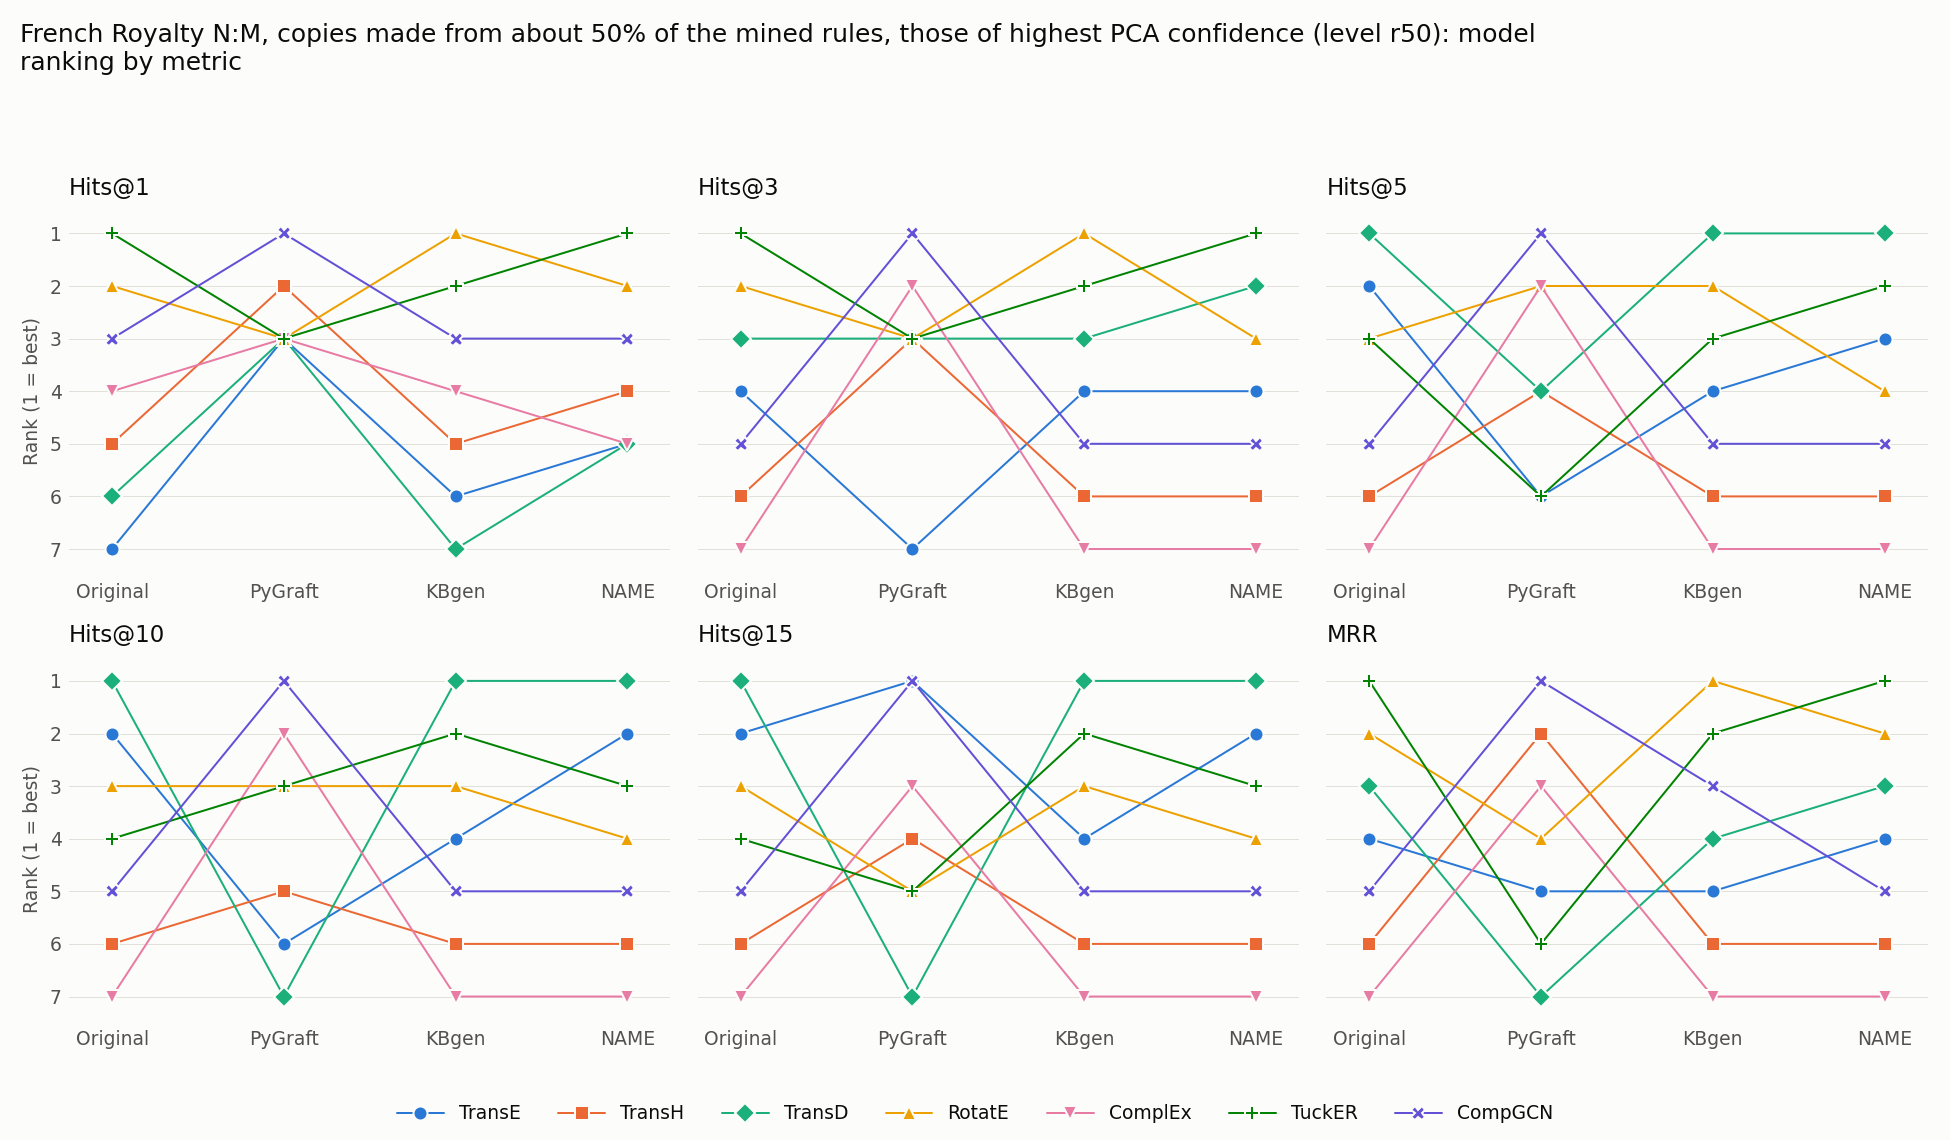 French Royalty N:M, copies made from about 50% of the mined rules, those of highest PCA confidence (level r50): model
ranking by metric
Hits@1
Hits@3
Hits@5
Rank (1 = best)
1
2
3
4
5
6
7
Original
PyGraft
KBgen
NAME
Original
PyGraft
KBgen
NAME
Original
PyGraft
KBgen
NAME
Hits@10
Hits@15
MRR
Rank (1 = best)
1
2
3
4
5
6
7
Original
PyGraft
KBgen
NAME
Original
PyGraft
KBgen
NAME
Original
PyGraft
KBgen
NAME
TransE
TransH
TransD
RotatE
ComplEx
TuckER
CompGCN